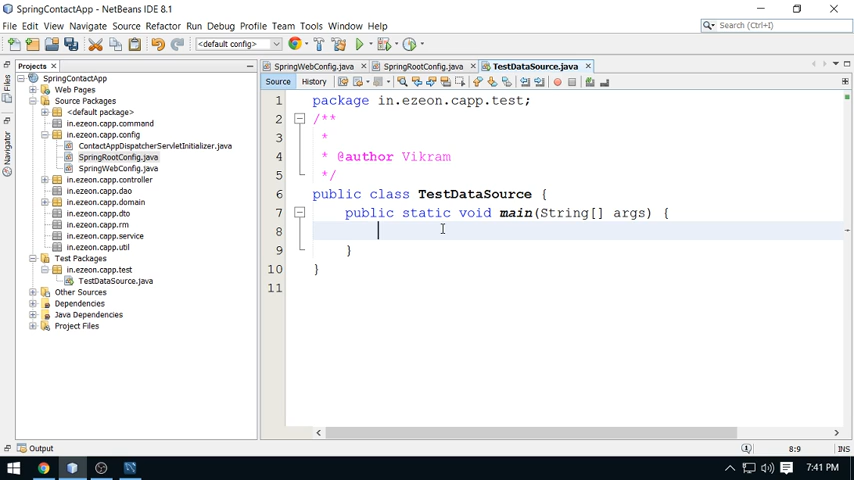 SpringContactApp - NetBeans IDE 8.1
File Edit View Navigate Source Refactor Run Debug Profile Team Tools Window Help
Search (Ctrl+I)
<default config>
Projects
SpringWebConfig.java
SpringRootConfig.java
TestDataSource.java
Source History
Files
Navigator
SpringContactApp
Web Pages
Source Packages
<default package>
in.ezeon.capp.command
in.ezeon.capp.config
ContactAppDispatcherServletInitializer.java
SpringRootConfig.java
SpringWebConfig.java
in.ezeon.capp.controller
in.ezeon.capp.dao
in.ezeon.capp.domain
in.ezeon.capp.dto
in.ezeon.capp.rm
in.ezeon.capp.service
in.ezeon.capp.util
Test Packages
in.ezeon.capp.test
TestDataSource.java
Other Sources
Dependencies
Java Dependencies
Project Files
1 package in.ezeon.capp.test;
2 /**
3 *
4 * @author Vikram
5 */
6 public class TestDataSource {
7 public static void main(String[] args) {
8
9 }
10 }
11
Output
8:9 INS
7:41 PM